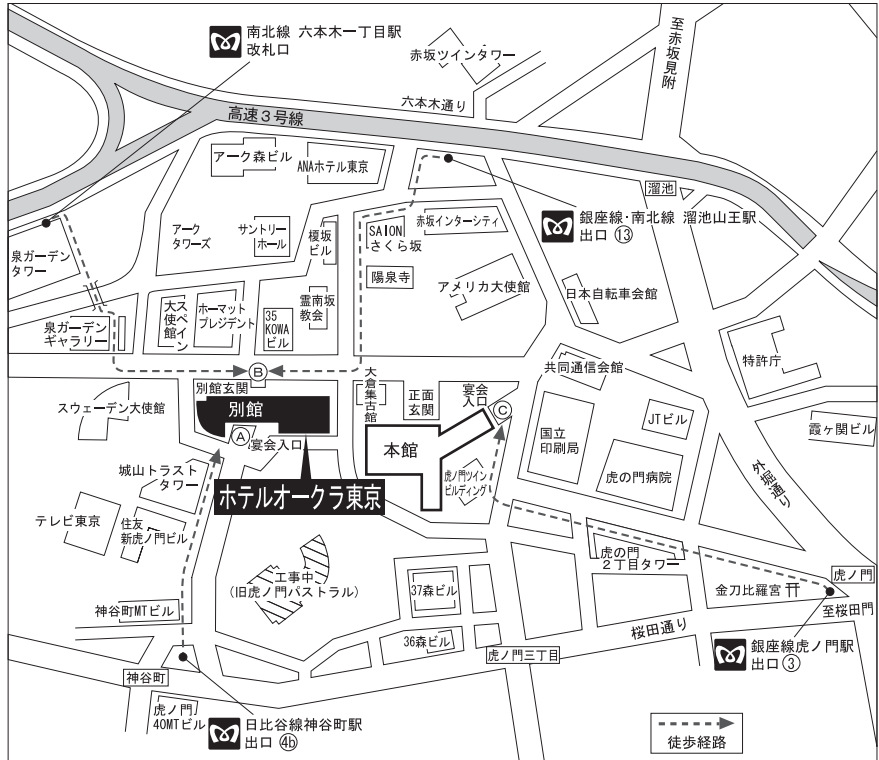 南北線 六本木一丁目駅
改札口
赤坂ツインタワー
至赤坂見附
六本木通り
高速3号線
アーク森ビル
ANAホテル東京
溜池
銀座線・南北線 溜池山王駅
出口⑬
泉ガーデン
タワー
アーク
タワーズ
サントリー
ホール
榎坂
ビル
SAION
さくら坂
赤坂インターシティ
陽泉寺
アメリカ大使館
日本自転車会館
泉ガーデン
ギャラリー
スペイン
大使館
ホーマット
プレジデント
35
KOWA
ビル
霊南坂
教会
特許庁
共同通信会館
Ⓑ
別館玄関
大倉集古館
正面
玄関
宴会
入口
Ⓒ
スウェーデン大使館
別館
Ⓐ
宴会入口
本館
国立
印刷局
JTビル
霞ヶ関ビル
虎の門病院
外堀通り
城山トラスト
タワー
虎ノ門ツイン
ビルディング
ホテルオークラ東京
テレビ東京
住友
新虎ノ門ビル
虎の門
2丁目タワー
工事中
(旧虎ノ門パストラル)
37森ビル
金刀比羅宮
虎ノ門
至桜田門
神谷町MTビル
36森ビル
桜田通り
虎ノ門三丁目
銀座線虎ノ門駅
出口③
神谷町
虎ノ門
40MTビル
日比谷線神谷町駅
出口④b
徒歩経路